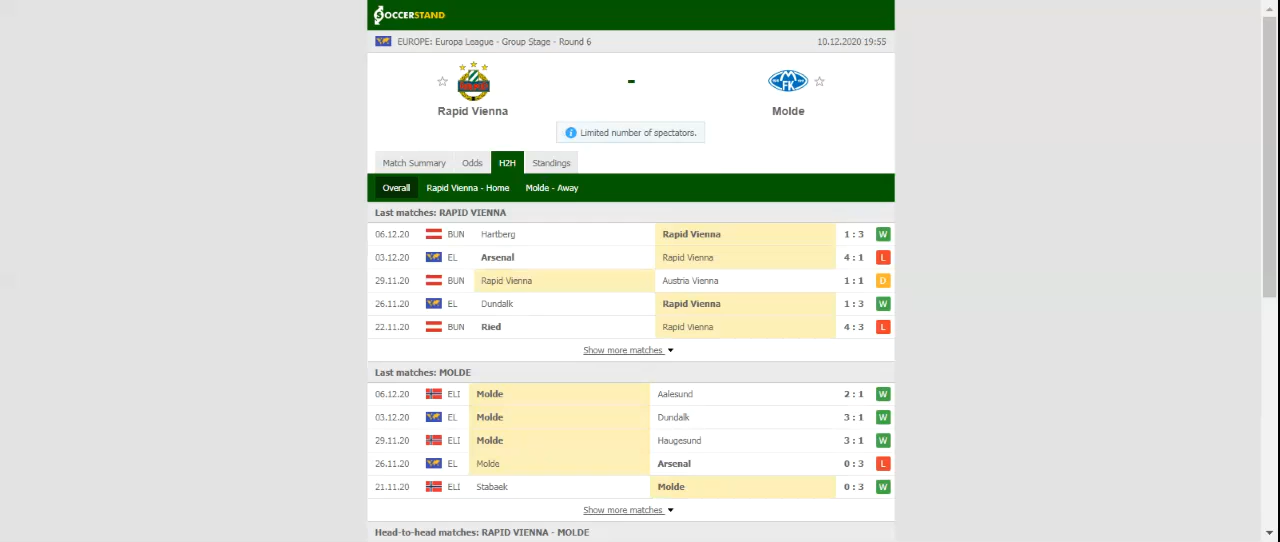 SOCCERSTAND
EUROPE: Europa League - Group Stage - Round 6 10.12.2020 19:55
-
Rapid Vienna Molde
Limited number of spectators.
Match Summary Odds H2H Standings
Overall Rapid Vienna - Home Molde - Away
Last matches: RAPID VIENNA
06.12.20 BUN Hartberg Rapid Vienna 1 : 3 W
03.12.20 EL Arsenal Rapid Vienna 4 : 1 L
29.11.20 BUN Rapid Vienna Austria Vienna 1 : 1 D
26.11.20 EL Dundalk Rapid Vienna 1 : 3 W
22.11.20 BUN Ried Rapid Vienna 4 : 3 L
Show more matches
Last matches: MOLDE
06.12.20 ELI Molde Aalesund 2 : 1 W
03.12.20 EL Molde Dundalk 3 : 1 W
29.11.20 ELI Molde Haugesund 3 : 1 W
26.11.20 EL Molde Arsenal 0 : 3 L
21.11.20 ELI Stabaek Molde 0 : 3 W
Show more matches
Head-to-head matches: RAPID VIENNA - MOLDE